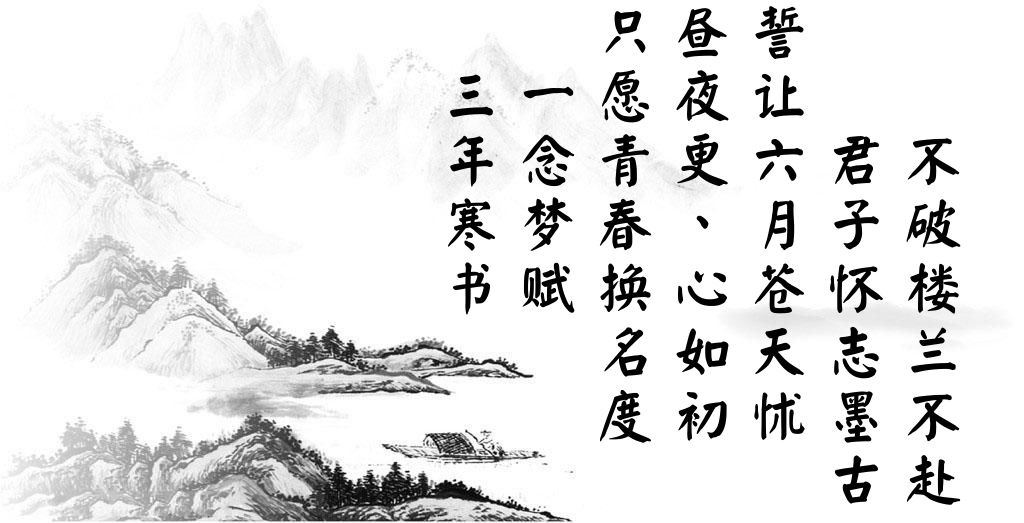 三年寒书
一念梦赋
只愿青春换名度
昼夜更、心如初
誓让六月苍天怵
君子怀志墨古
不破楼兰不赴